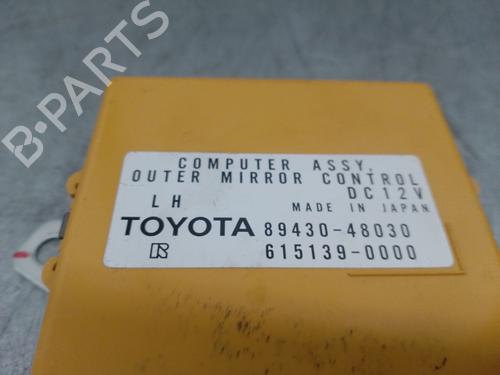 B-PARTS
COMPUTER ASSY,
OUTER MIRROR CONTROL
LH DC12V
MADE IN JAPAN
TOYOTA 89430-48030
R 615139-0000